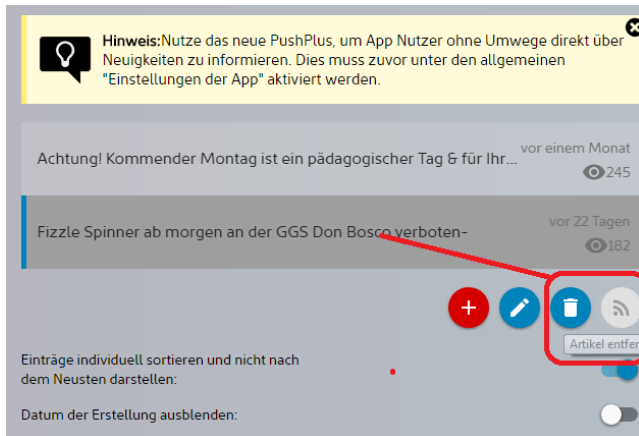 Hinweis:Nutze das neue PushPlus, um App Nutzer ohne Umwege direkt über
Neuigkeiten zu informieren. Dies muss zuvor unter den allgemeinen
"Einstellungen der App" aktiviert werden.
vor einem Monat
Achtung! Kommender Montag ist ein pädagogischer Tag & für Ihr...
245
vor 22 Tagen
Fizzle Spinner ab morgen an der GGS Don Bosco verboten-
182
Artikel entfer
Einträge individuell sortieren und nicht nach
dem Neusten darstellen:
Datum der Erstellung ausblenden: